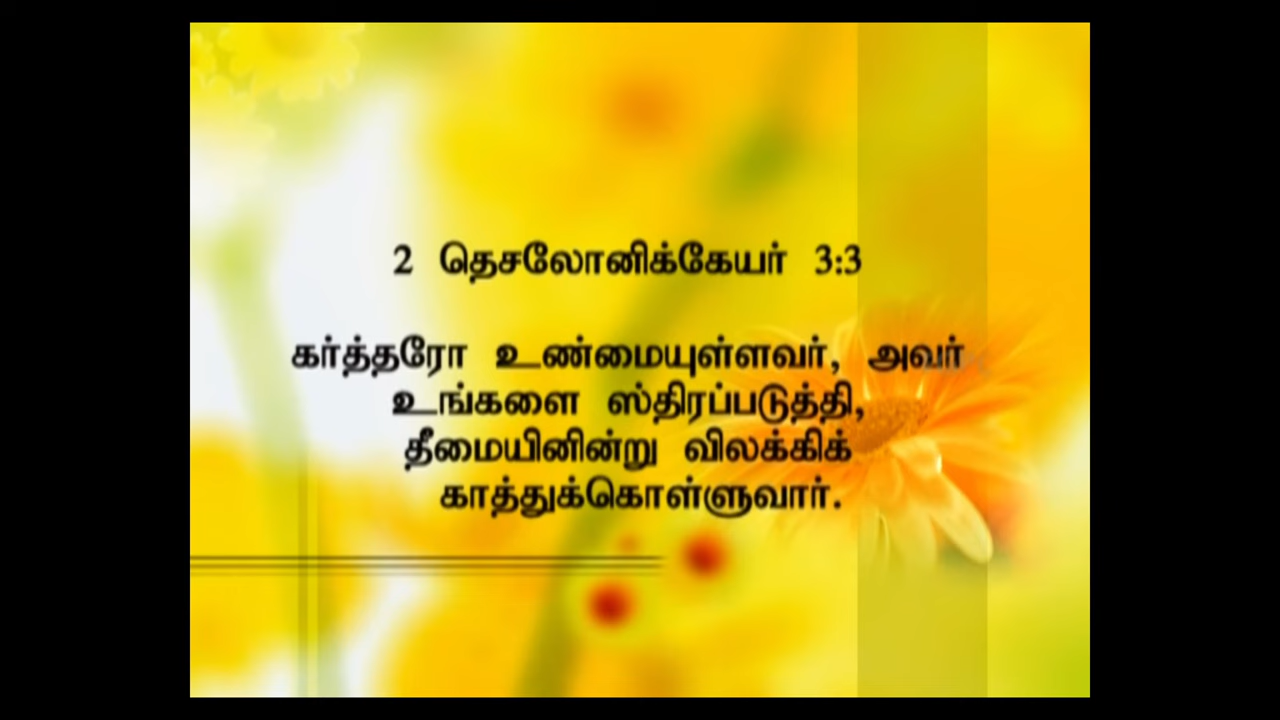 2 தெசலோனிக்கேயர் 3:3
கர்த்தரோ உண்மையுள்ளவர், அவர்
உங்களை ஸ்திரப்படுத்தி,
தீமையினின்று விலக்கிக்
காத்துக்கொள்ளுவார்.